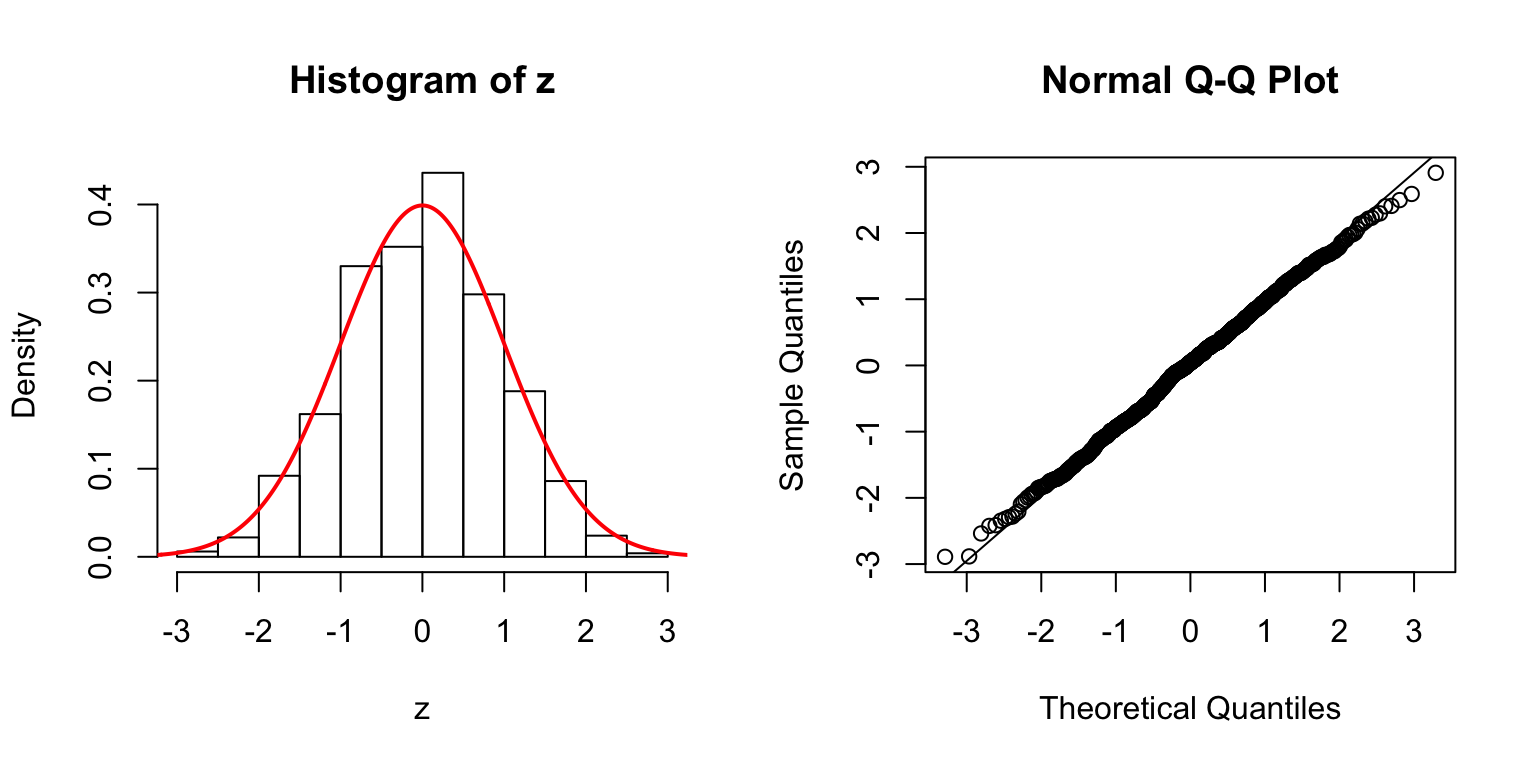 Histogram of z
Density
0.0 0.1 0.2 0.3 0.4
-3 -2 -1 0 1 2 3
z
Normal Q-Q Plot
Sample Quantiles
-3 -2 -1 0 1 2 3
-3 -2 -1 0 1 2 3
Theoretical Quantiles